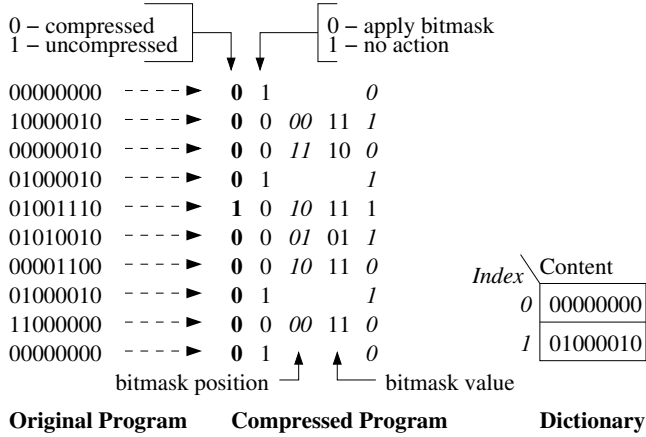 0 – compressed
1 – uncompressed
0 – apply bitmask
1 – no action
00000000 0 1 0
10000010 0 0 00 11 1
00000010 0 0 11 10 0
01000010 0 1 1
01001110 1 0 10 11 1
01010010 0 0 01 01 1
00001100 0 0 10 11 0
01000010 0 1 1
11000000 0 0 00 11 0
00000000 0 1 0
Index Content
0 00000000
1 01000010
bitmask position bitmask value
Original Program Compressed Program Dictionary